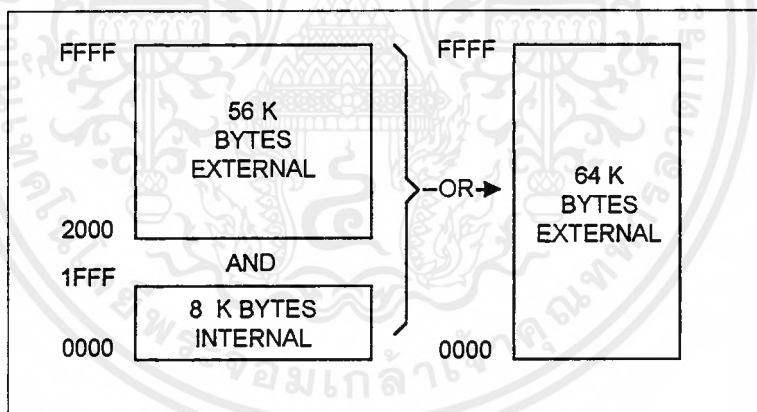 FFFF
56 K
BYTES
EXTERNAL
2000
AND
1FFF
8 K BYTES
INTERNAL
0000
OR
FFFF
64 K
BYTES
EXTERNAL
0000